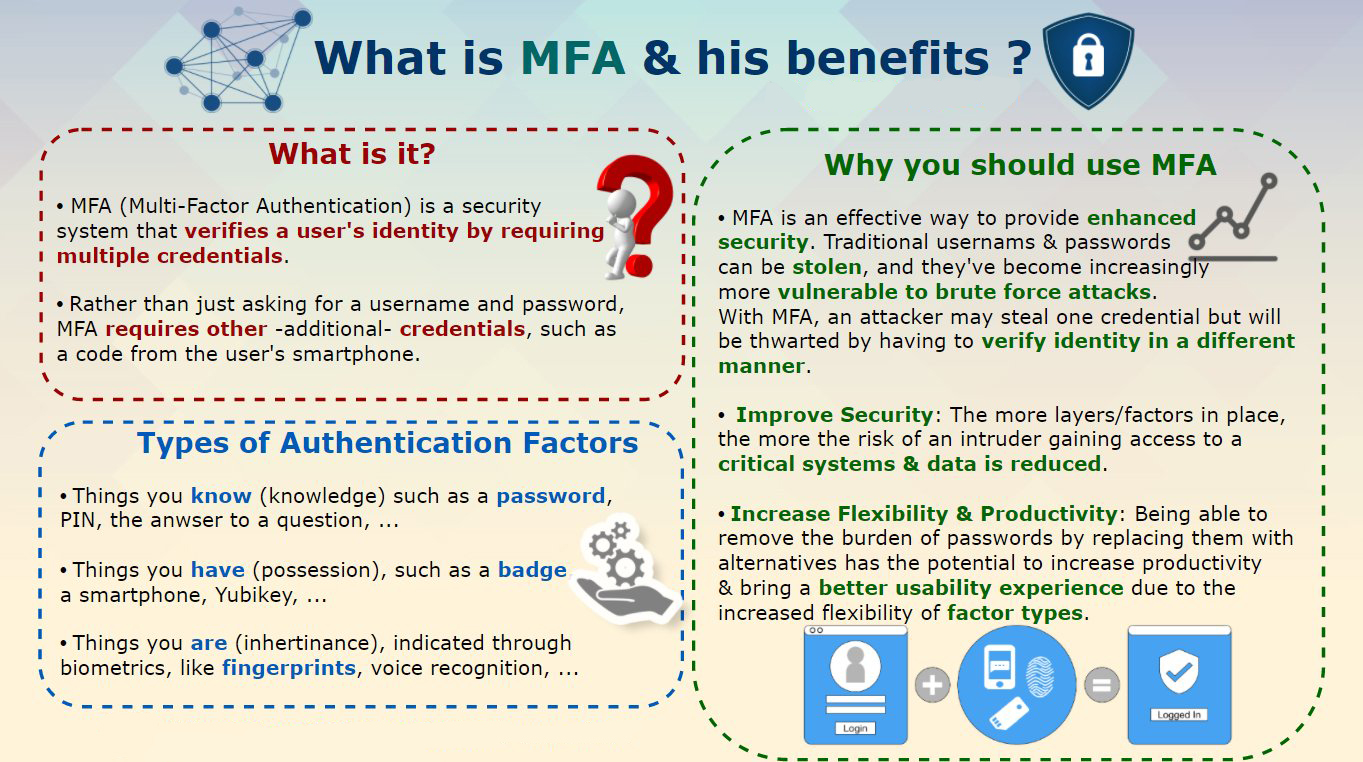 What is MFA & his benefits ?
What is it?
• MFA (Multi-Factor Authentication) is a security
system that verifies a user's identity by requiring
multiple credentials.
• Rather than just asking for a username and password,
MFA requires other -additional- credentials, such as
a code from the user's smartphone.
Types of Authentication Factors
• Things you know (knowledge) such as a password,
PIN, the anwser to a question, ...
• Things you have (possession), such as a badge,
a smartphone, Yubikey, ...
• Things you are (inhertinance), indicated through
biometrics, like fingerprints, voice recognition, ...
Why you should use MFA
• MFA is an effective way to provide enhanced
security. Traditional usernams & passwords
can be stolen, and they've become increasingly
more vulnerable to brute force attacks.
With MFA, an attacker may steal one credential but will
be thwarted by having to verify identity in a different
manner.
• Improve Security: The more layers/factors in place,
the more the risk of an intruder gaining access to a
critical systems & data is reduced.
• Increase Flexibility & Productivity: Being able to
remove the burden of passwords by replacing them with
alternatives has the potential to increase productivity
& bring a better usability experience due to the
increased flexibility of factor types.
Login
Logged In